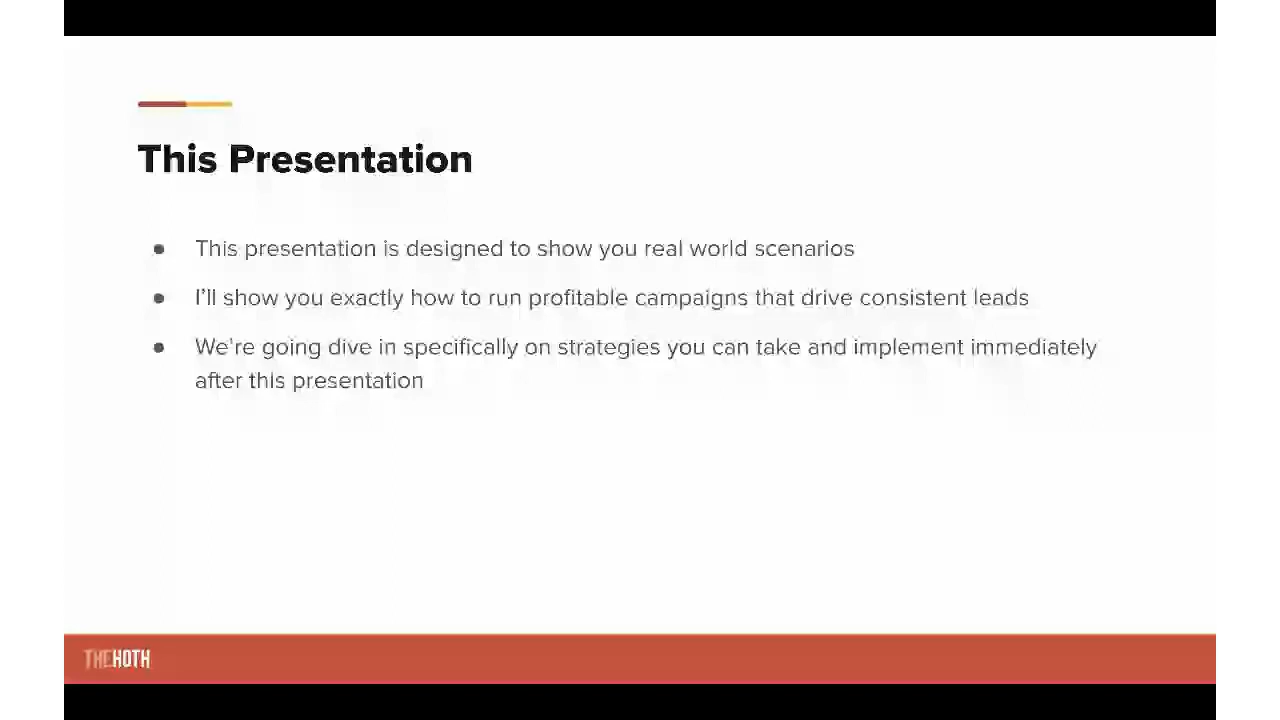 This Presentation
● This presentation is designed to show you real world scenarios
● I'll show you exactly how to run profitable campaigns that drive consistent leads
● We're going dive in specifically on strategies you can take and implement immediately
after this presentation
THEHOTH